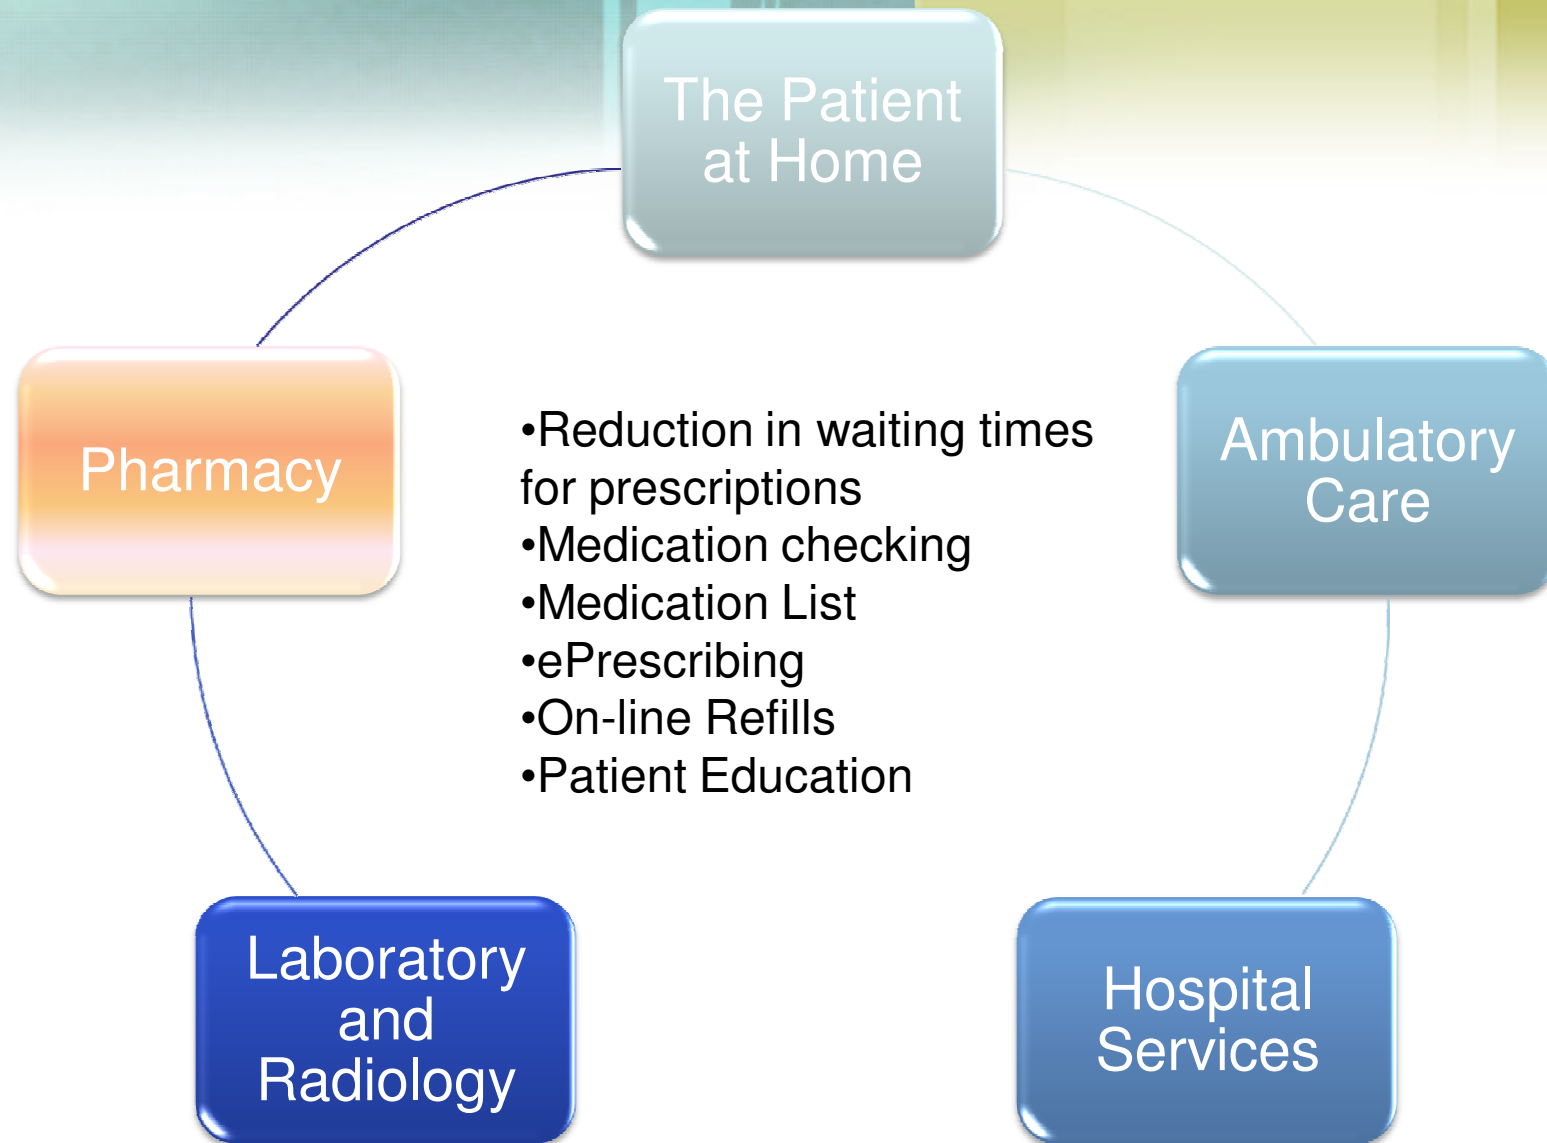 The Patient
at Home
Pharmacy
•Reduction in waiting times
for prescriptions
•Medication checking
•Medication List
•ePrescribing
•On-line Refills
•Patient Education
Ambulatory
Care
Laboratory
and
Radiology
Hospital
Services